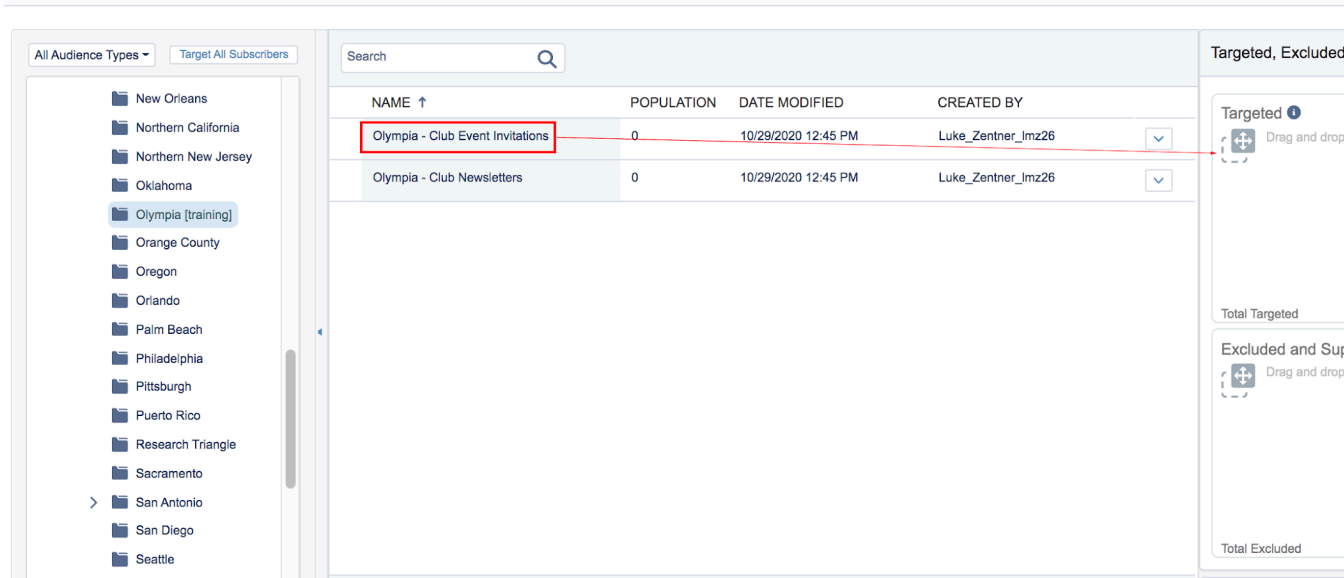 All Audience Types
Target All Subscribers
New Orleans
Northern California
Northern New Jersey
Oklahoma
Olympia [training]
Orange County
Oregon
Orlando
Palm Beach
Philadelphia
Pittsburgh
Puerto Rico
Research Triangle
Sacramento
San Antonio
San Diego
Seattle
Search
NAME POPULATION DATE MODIFIED CREATED BY
Olympia - Club Event Invitations 0 10/29/2020 12:45 PM Luke_Zentner_lmz26
Olympia - Club Newsletters 0 10/29/2020 12:45 PM Luke_Zentner_lmz26
Targeted, Excluded
Targeted
Drag and drop
Total Targeted
Excluded and Sup
Drag and drop
Total Excluded